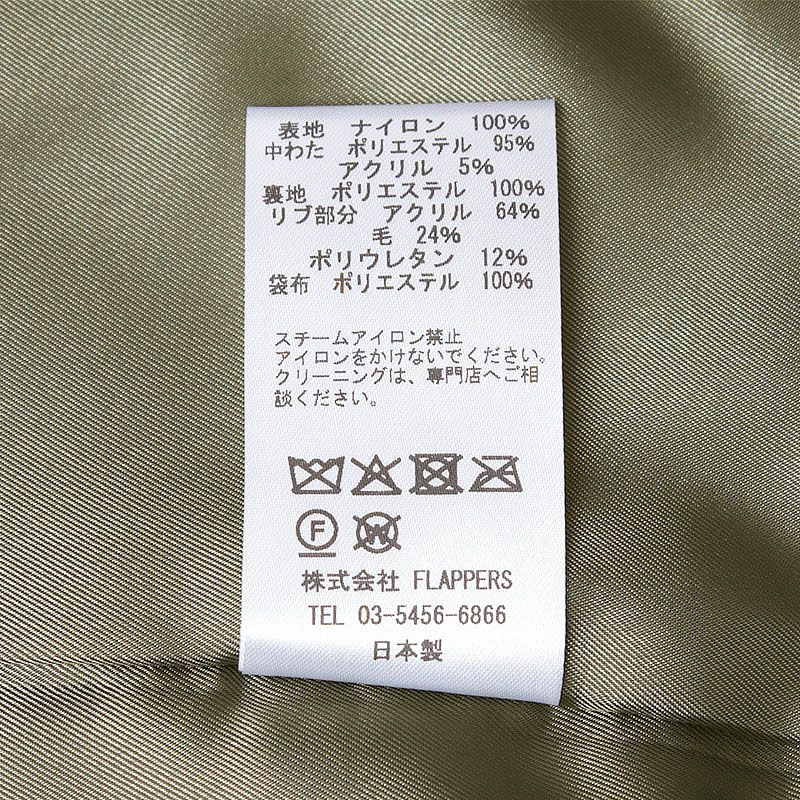 表地 ナイロン 100%
中わた ポリエステル 95%
アクリル 5%
裏地 ポリエステル 100%
リブ部分 アクリル 64%
毛 24%
ポリウレタン 12%
袋布 ポリエステル 100%
スチームアイロン禁止
アイロンをかけないでください。
クリーニングは、専門店へご相
談ください。
F W
株式会社 FLAPPERS
TEL 03-5456-6866
日本製